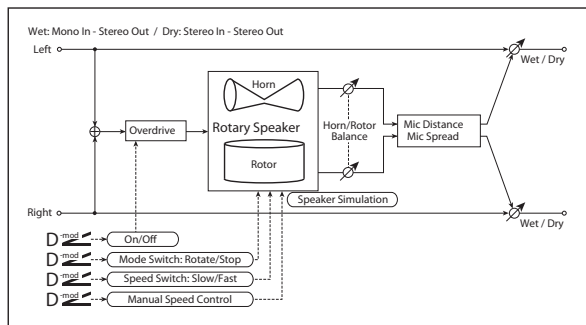 Wet: Mono In - Stereo Out / Dry: Stereo In - Stereo Out
Left
Wet / Dry
Horn
Overdrive
Rotary Speaker
Horn/Rotor
Balance
Mic Distance
Mic Spread
Rotor
Speaker Simulation
Right
Wet / Dry
D-mod
On/Off
D-mod
Mode Switch: Rotate/Stop
D-mod
Speed Switch: Slow/Fast
D-mod
Manual Speed Control